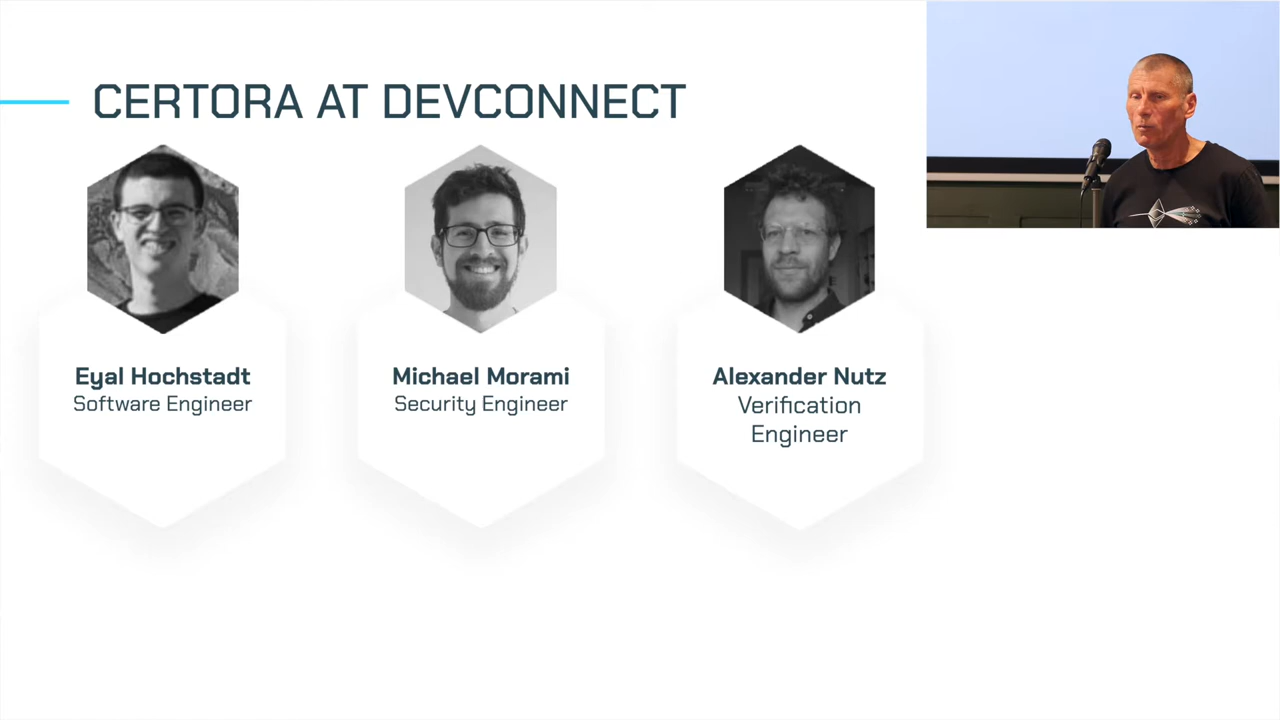 CERTORA AT DEVCONNECT
Eyal Hochstadt
Software Engineer
Michael Morami
Security Engineer
Alexander Nutz
Verification
Engineer